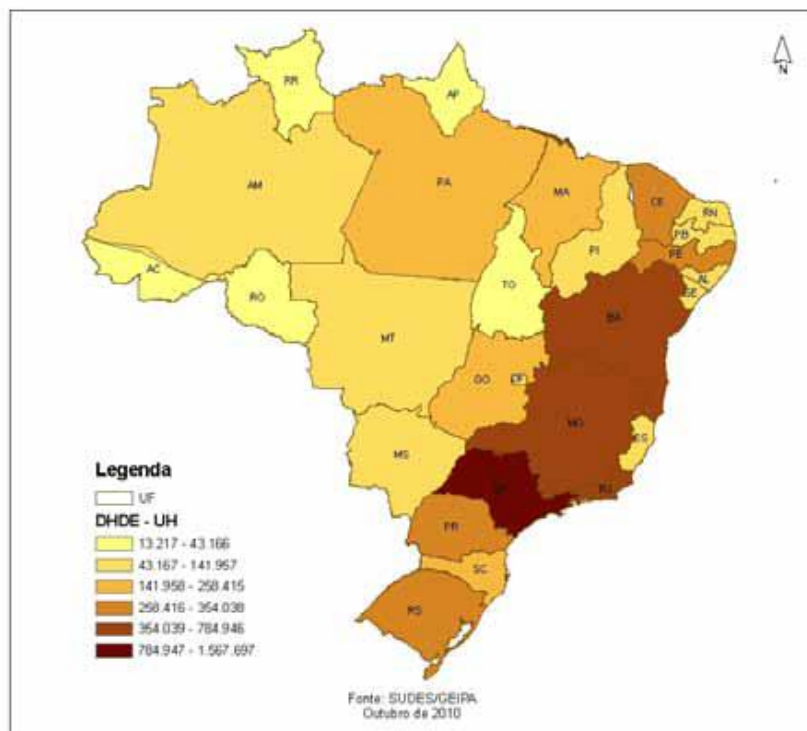 N
RR
AP
AM
PA
MA
CE
RN
PB
PI
PE
AC
AL
SE
TO
RO
BA
MT
GO
DF
MG
ES
MS
SP
RJ
PR
SC
RS
Legenda
UF
DHDE - UH
13.217 - 43.166
43.167 - 141.957
141.958 - 258.415
258.416 - 354.038
354.039 - 784.946
784.947 - 1.567.697
Fonte: SUDES/GEIPA
Outubro de 2010